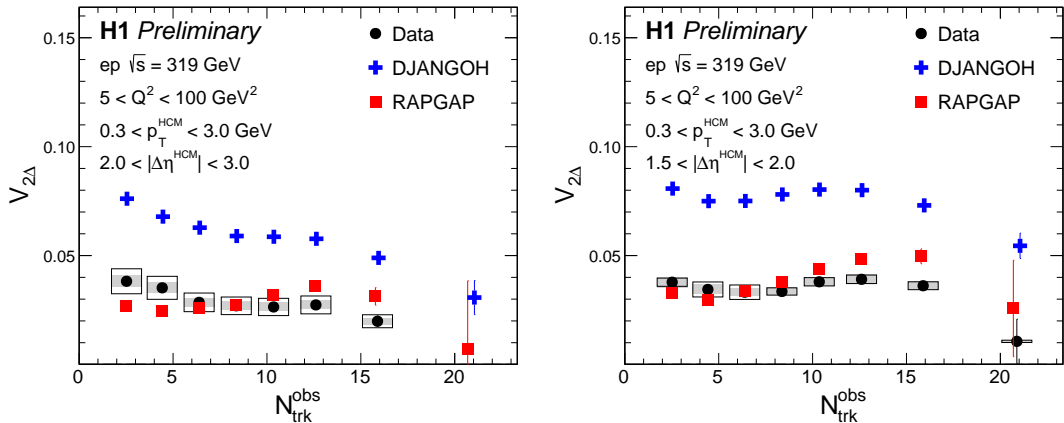 H1 Preliminary
ep √s = 319 GeV
5 < Q² < 100 GeV²
0.3 < p_T^HCM < 3.0 GeV
2.0 < |Δη^HCM| < 3.0
Data
DJANGOH
RAPGAP
V_2Δ
0.15
0.10
0.05
0
5
10
15
20
N_trk^obs
H1 Preliminary
ep √s = 319 GeV
5 < Q² < 100 GeV²
0.3 < p_T^HCM < 3.0 GeV
1.5 < |Δη^HCM| < 2.0
Data
DJANGOH
RAPGAP
V_2Δ
0.15
0.10
0.05
0
5
10
15
20
N_trk^obs